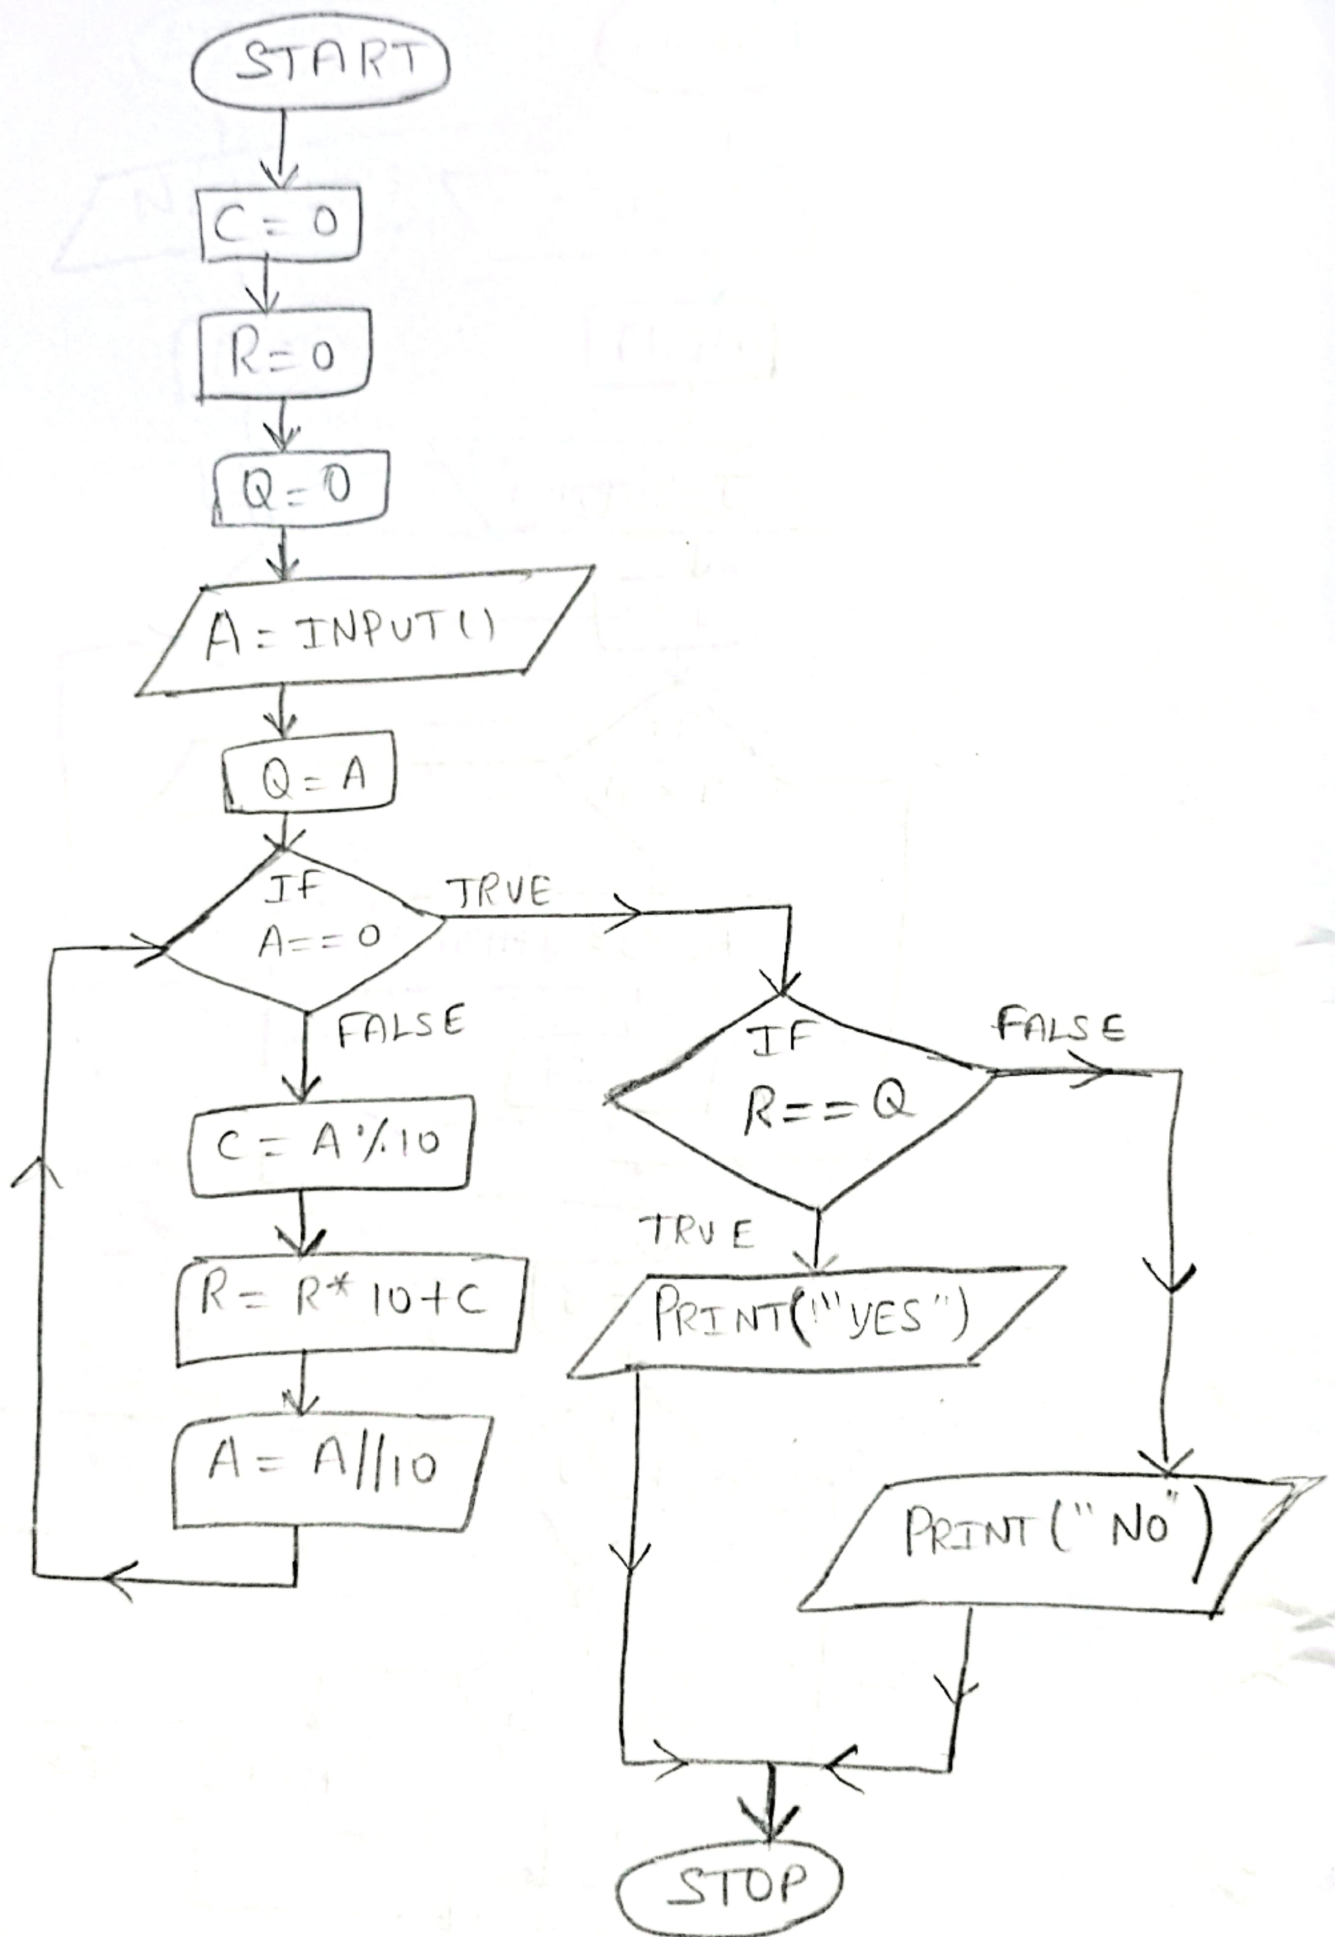 START
C = 0
R = 0
Q = 0
A = INPUT()
Q = A
IF
A == 0
TRUE
FALSE
C = A % 10
R = R * 10 + C
A = A // 10
IF
R == Q
FALSE
TRUE
PRINT("YES")
PRINT("NO")
STOP